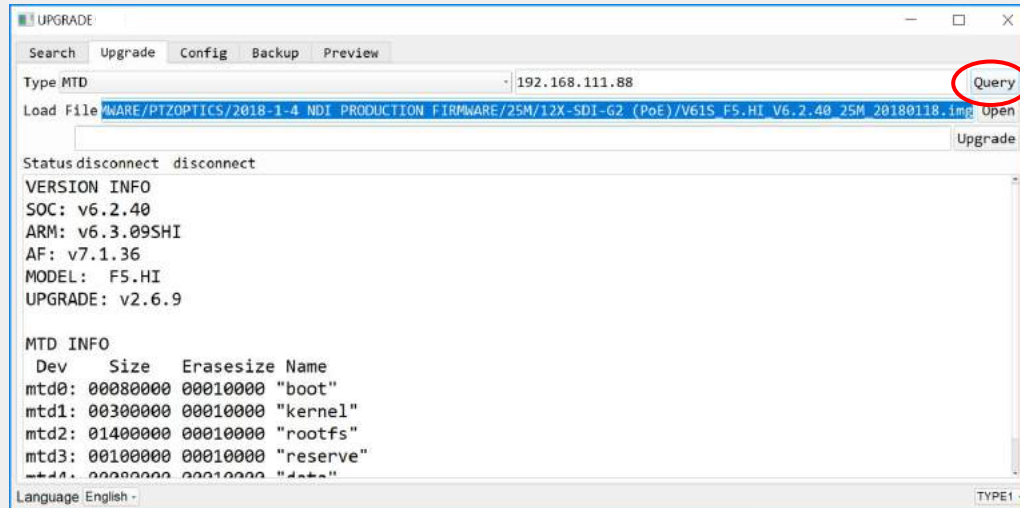 UPGRADE
Search Upgrade Config Backup Preview
Type MTD 192.168.111.88 Query
Load File MWARE/PTZOPTICS/2018-1-4 NDI PRODUCTION FIRMWARE/25M/12X-SDI-G2 (PoE)/V61S_F5.HI_V6.2.40_25M_20180118.img Open
Upgrade
Status disconnect disconnect
VERSION INFO
SOC: v6.2.40
ARM: v6.3.09SHI
AF: v7.1.36
MODEL: F5.HI
UPGRADE: v2.6.9
MTD INFO
Dev Size Erasesize Name
mtd0: 00080000 00010000 "boot"
mtd1: 00300000 00010000 "kernel"
mtd2: 01400000 00010000 "rootfs"
mtd3: 00100000 00010000 "reserve"
mtd4: 00080000 00010000 "data"
Language English TYPE1